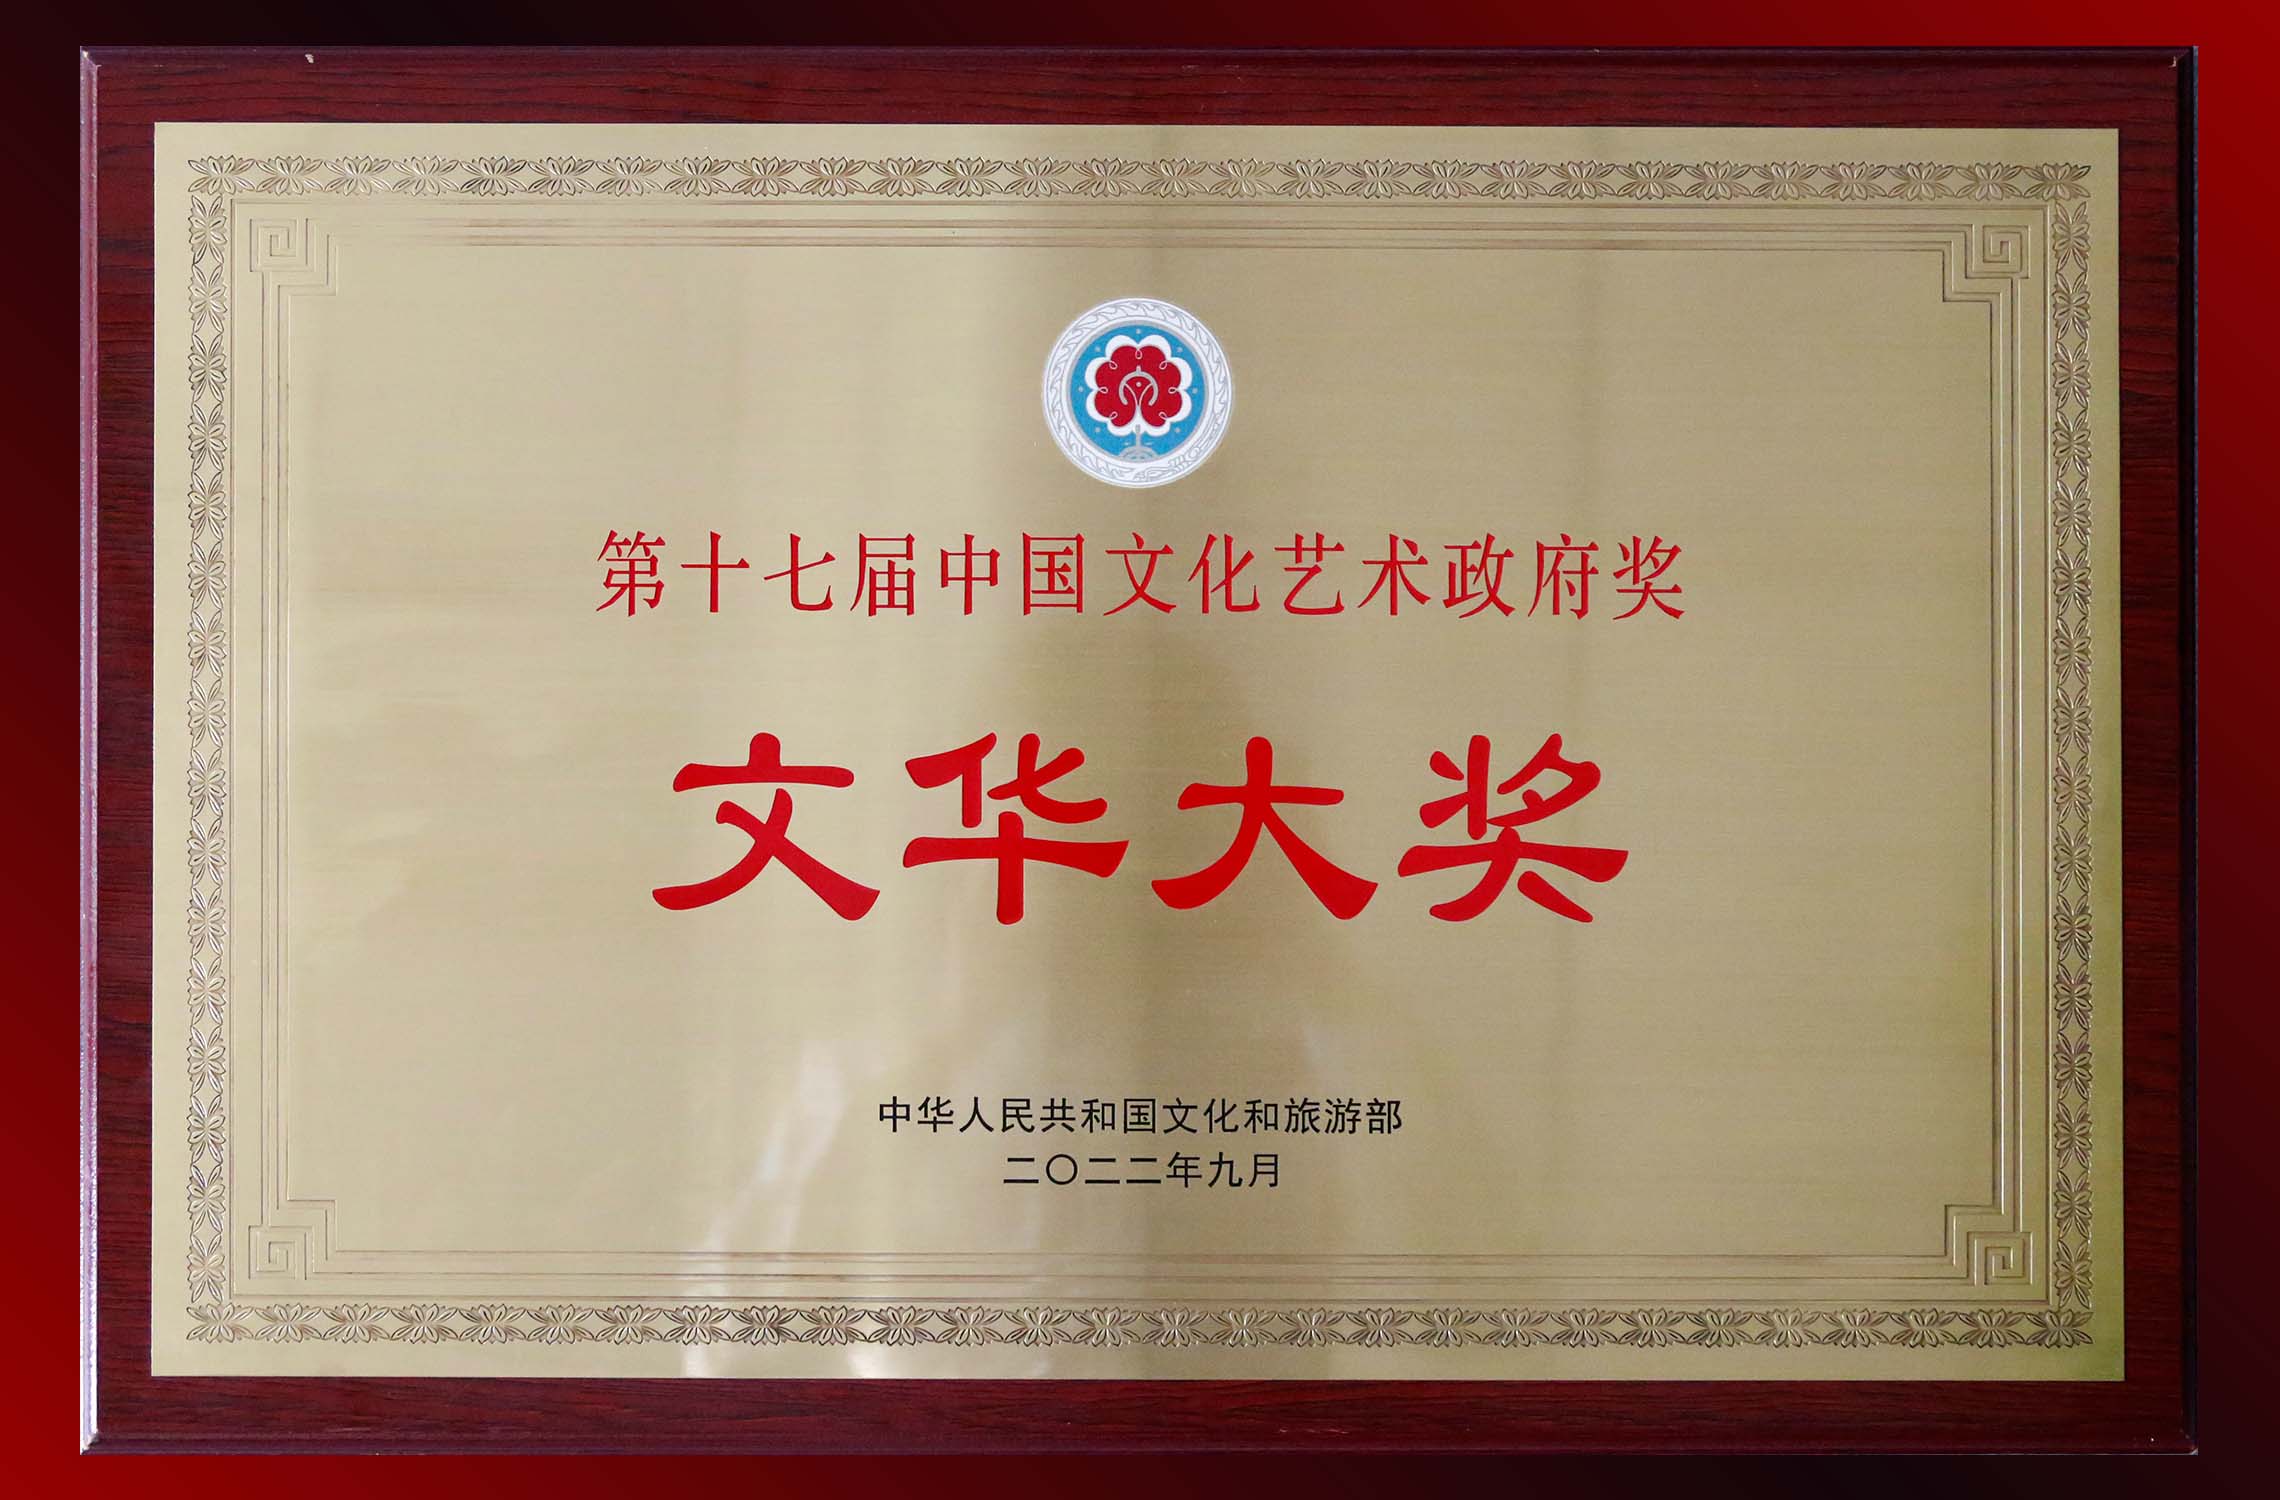 第十七届中国文化艺术政府奖
文华大奖
中华人民共和国文化和旅游部
二〇二二年九月